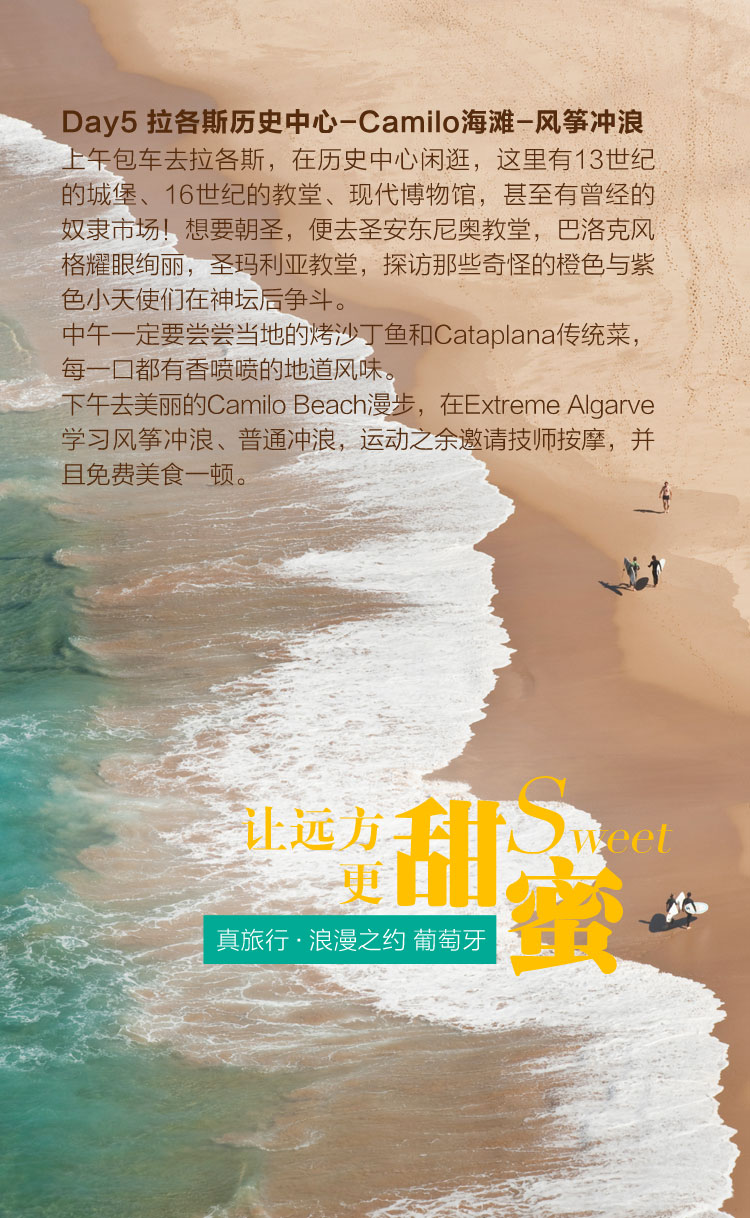 Day5 拉各斯历史中心-Camilo海滩-风筝冲浪
上午包车去拉各斯，在历史中心闲逛，这里有13世纪
的城堡、16世纪的教堂、现代博物馆，甚至有曾经的
奴隶市场！想要朝圣，便去圣安东尼奥教堂，巴洛克风
格耀眼绚丽，圣玛利亚教堂，探访那些奇怪的橙色与紫
色小天使们在神坛后争斗。
中午一定要尝尝当地的烤沙丁鱼和Cataplana传统菜，
每一口都有香喷喷的地道风味。
下午去美丽的Camilo Beach漫步，在Extreme Algarve
学习风筝冲浪、普通冲浪，运动之余邀请技师按摩，并
且免费美食一顿。
让远方
更甜蜜
Sweet
真旅行·浪漫之约 葡萄牙